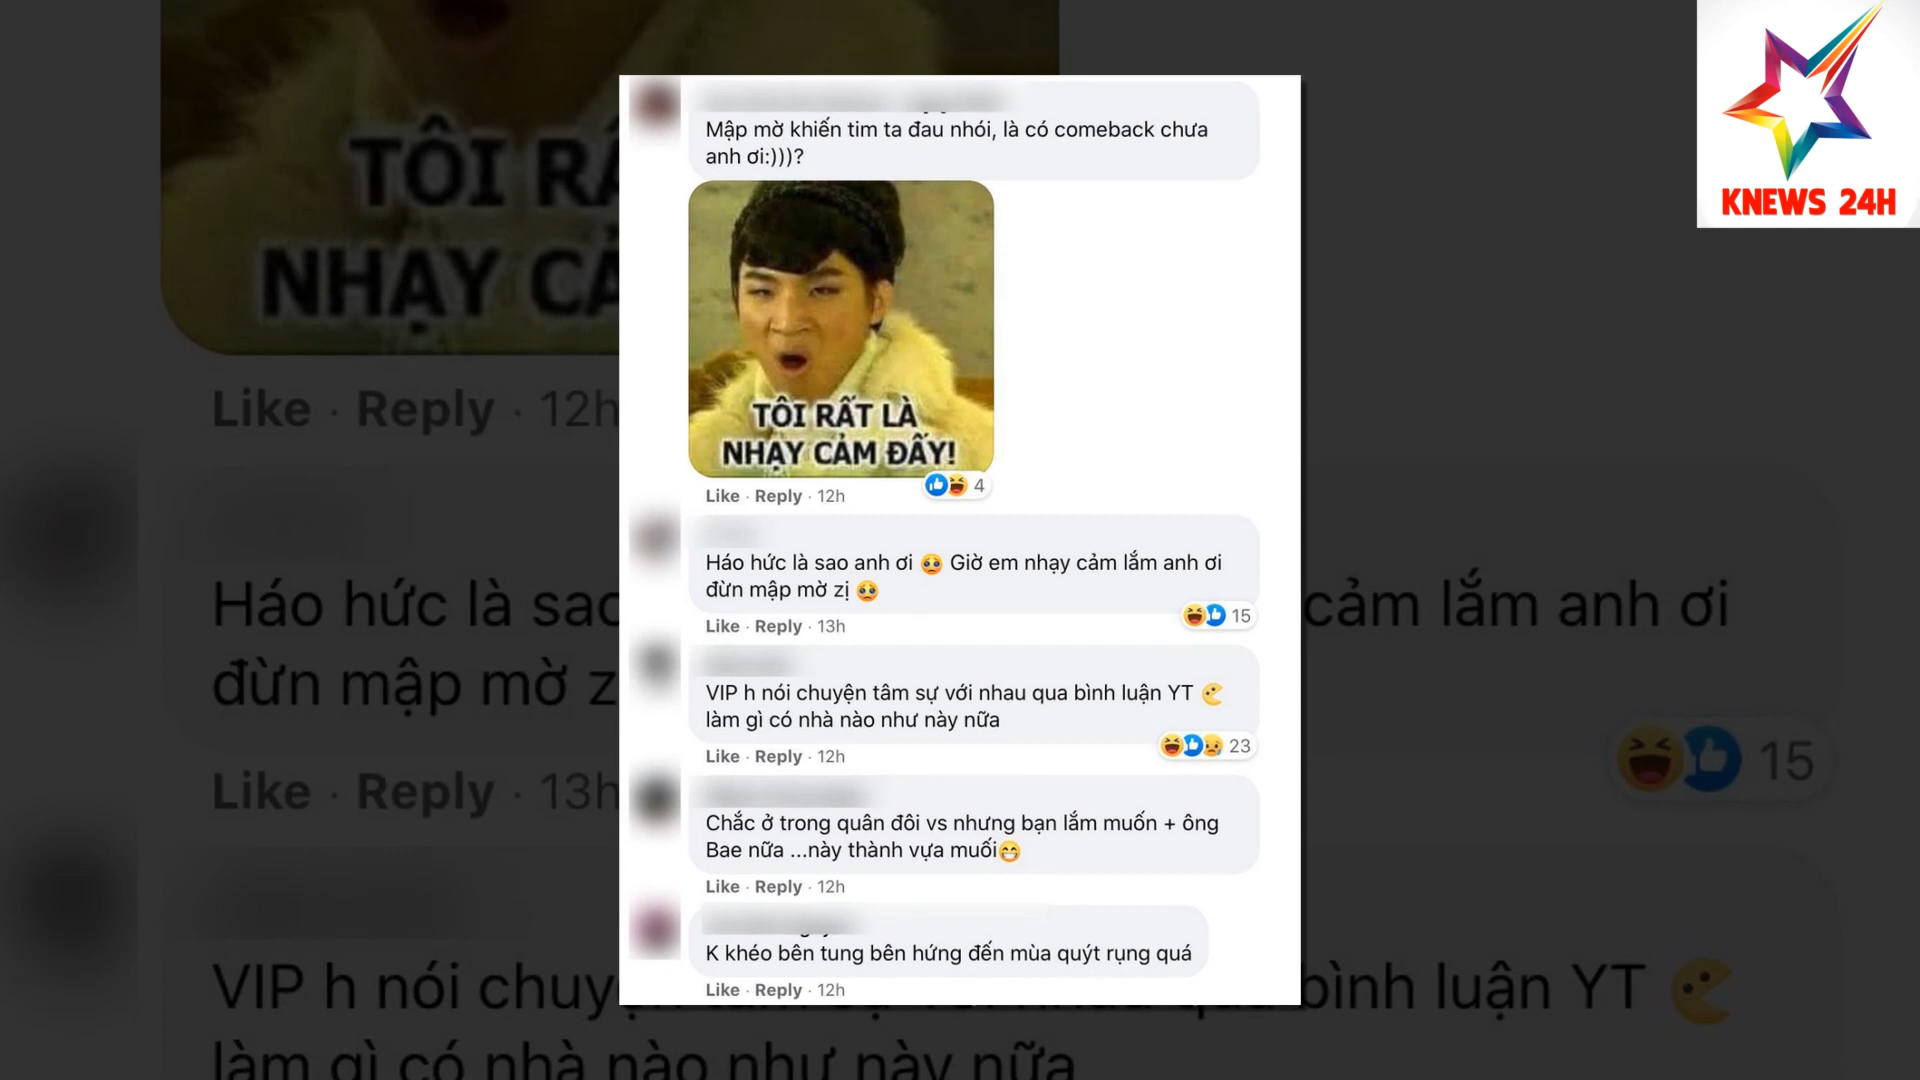 KNEWS 24H
Mập mờ khiến tim ta đau nhói, là có comeback chưa
anh ơi:)))?
TÔI RẤT LÀ
NHẠY CẢM ĐẤY!
Like · Reply · 12h
4
Háo hức là sao anh ơi 🥺 Giờ em nhạy cảm lắm anh ơi
đừn mập mờ zị 🥺
15
Like · Reply · 13h
VIP h nói chuyện tâm sự với nhau qua bình luận YT
làm gì có nhà nào như này nữa
23
Like · Reply · 12h
Chắc ở trong quân đôi vs nhưng bạn lắm muốn + ông
Bae nữa ...này thành vựa muối😁
Like · Reply · 12h
K khéo bên tung bên hứng đến mùa quýt rụng quá
Like · Reply · 12h
TÔI RẤ
NHẠY CẢ
Like · Reply · 12h
Háo hức là sao
cảm lắm anh ơi
đừn mập mờ z
Like · Reply · 13h
15
VIP h nói chuy
bình luận YT
làm gì có nhà nào như này nữa